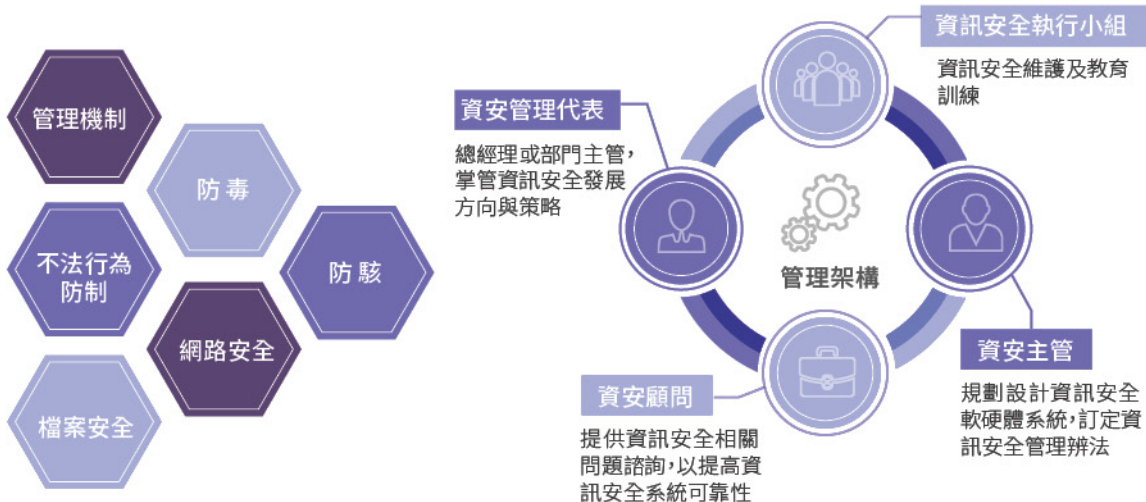 管理機制
防毒
不法行為
防制
防駭
網路安全
檔案安全
資訊安全執行小組
資訊安全維護及教育
訓練
資安管理代表
總經理或部門主管，
掌管資訊安全發展
方向與策略
管理架構
資安主管
規劃設計資訊安全
軟硬體系統，訂定資
訊安全管理辨法
資安顧問
提供資訊安全相關
問題諮詢，以提高資
訊安全系統可靠性